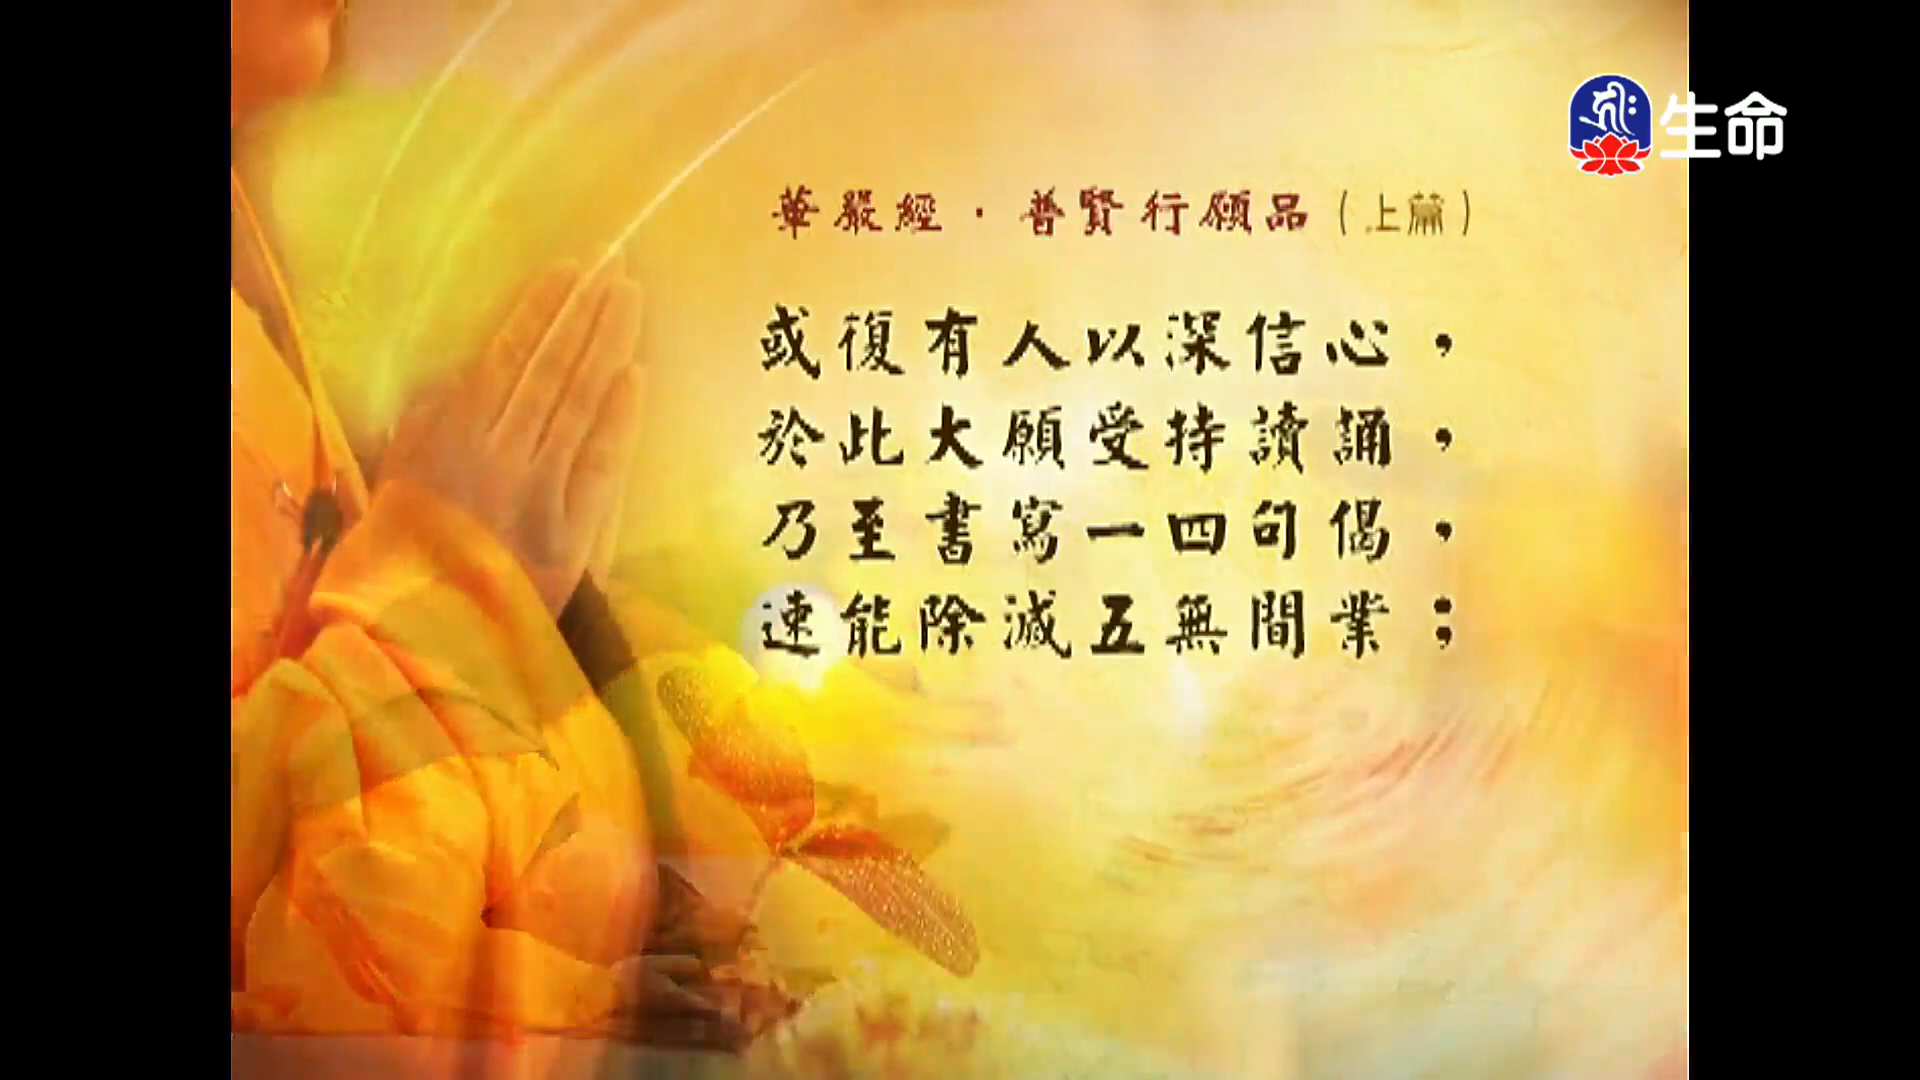 生命
華嚴經·普賢行願品(上篇)
或復有人以深信心，
於此大願受持讀誦，
乃至書寫一四句偈，
速能除滅五無間業；